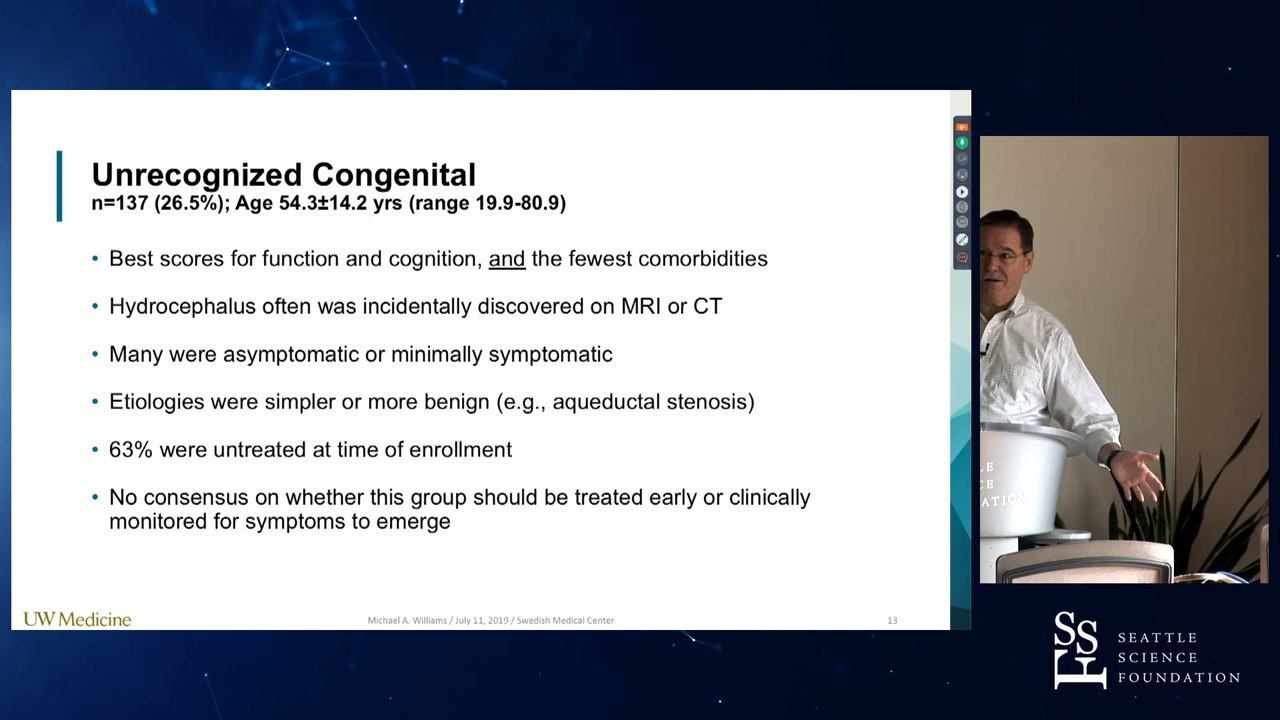 Unrecognized Congenital
n=137 (26.5%); Age 54.3±14.2 yrs (range 19.9-80.9)
• Best scores for function and cognition, and the fewest comorbidities
• Hydrocephalus often was incidentally discovered on MRI or CT
• Many were asymptomatic or minimally symptomatic
• Etiologies were simpler or more benign (e.g., aqueductal stenosis)
• 63% were untreated at time of enrollment
• No consensus on whether this group should be treated early or clinically
monitored for symptoms to emerge
UW Medicine
Michael A. Williams / July 11, 2019 / Swedish Medical Center
13
LE
CE
ATION
SSF
SEATTLE
SCIENCE
FOUNDATION